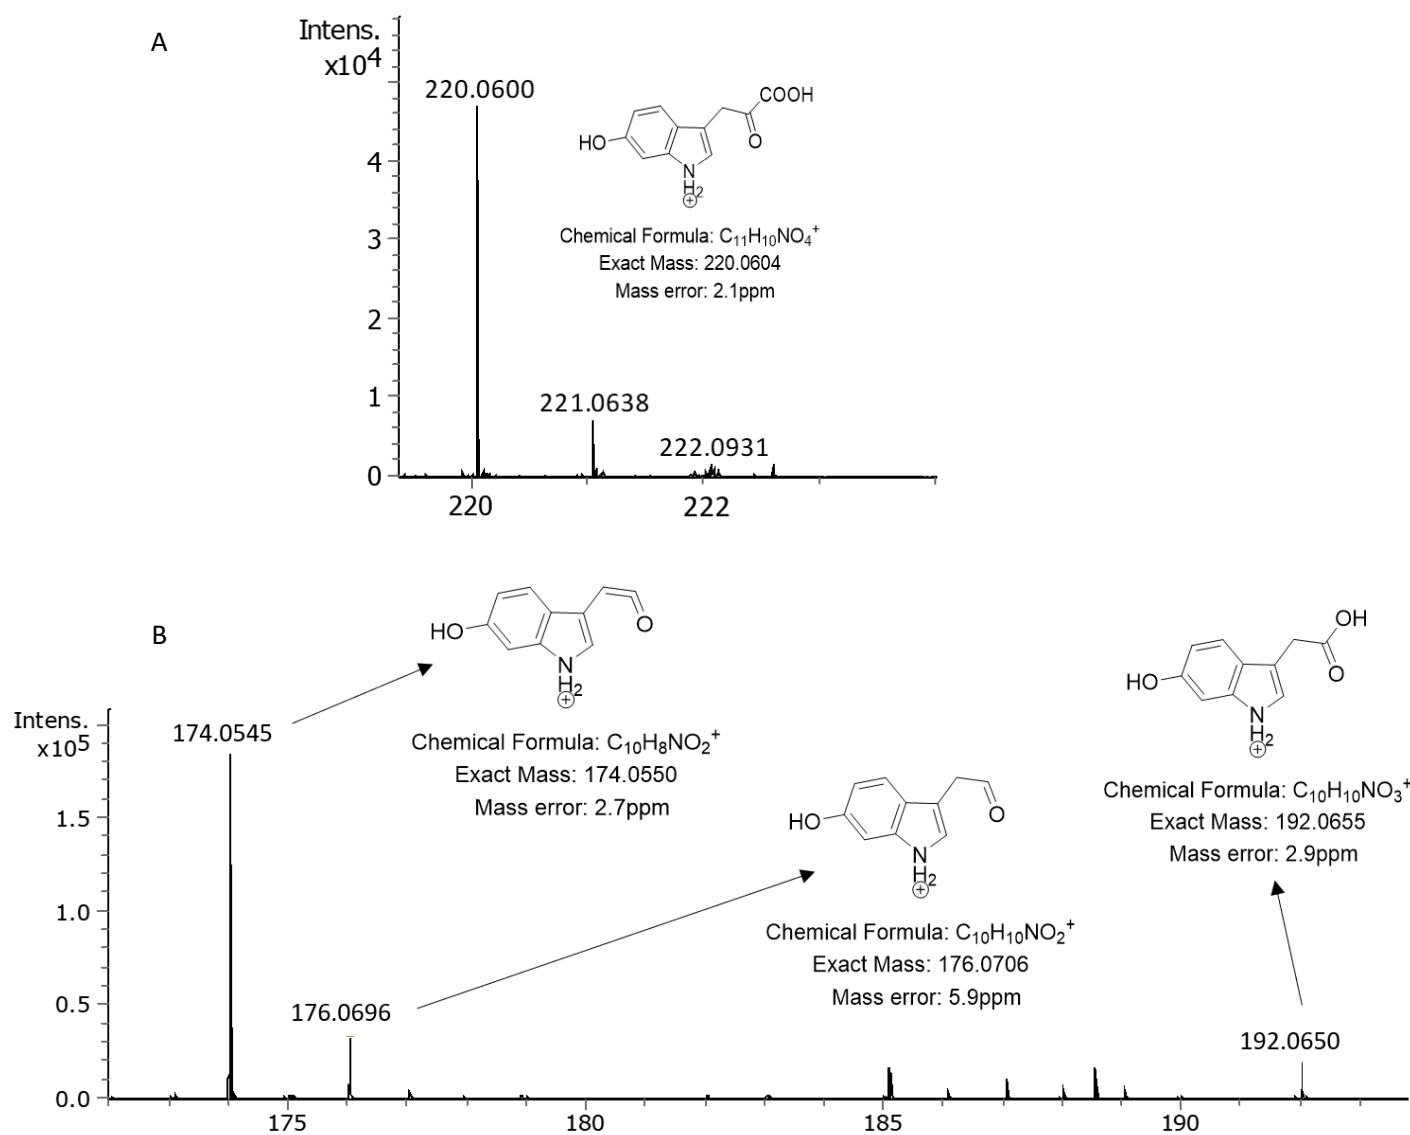 A
Intens.
x10⁴
220.0600
COOH
O
HO
N
H₂
⊕
4
Chemical Formula: C₁₁H₁₀NO₄⁺
3
Exact Mass: 220.0604
Mass error: 2.1ppm
2
1
221.0638
222.0931
0
220
222
B
HO
O
N
H₂
⊕
OH
O
HO
N
H₂
⊕
Intens.
x10⁵
174.0545
Chemical Formula: C₁₀H₈NO₂⁺
Exact Mass: 174.0550
Mass error: 2.7ppm
Chemical Formula: C₁₀H₁₀NO₃⁺
Exact Mass: 192.0655
Mass error: 2.9ppm
HO
O
N
H₂
⊕
1.5
1.0
Chemical Formula: C₁₀H₁₀NO₂⁺
Exact Mass: 176.0706
Mass error: 5.9ppm
0.5
176.0696
192.0650
0.0
175
180
185
190